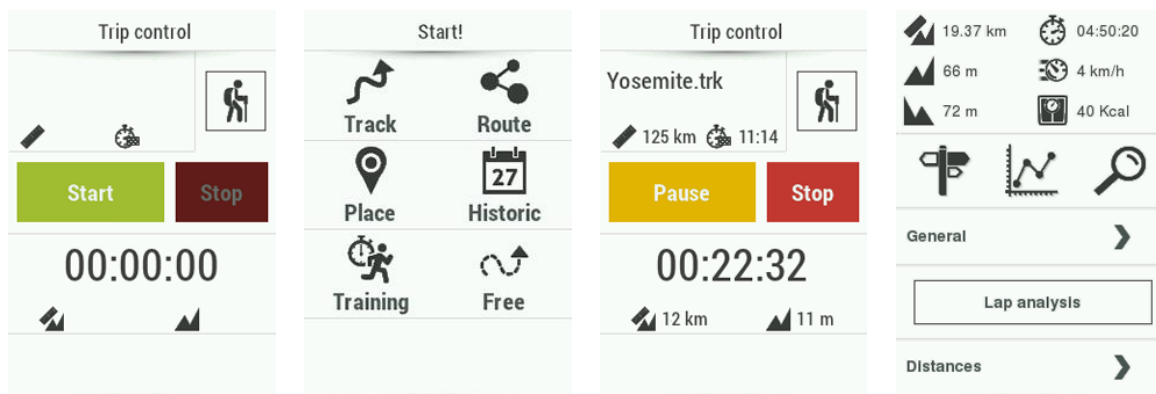 Trip control
Start
Stop
00:00:00
Start!
Track
Route
Place
27
Historic
Training
Free
Trip control
Yosemite.trk
125 km
11:14
Pause
Stop
00:22:32
12 km
11 m
19.37 km
04:50:20
66 m
4 km/h
72 m
40 Kcal
General
Lap analysis
Distances